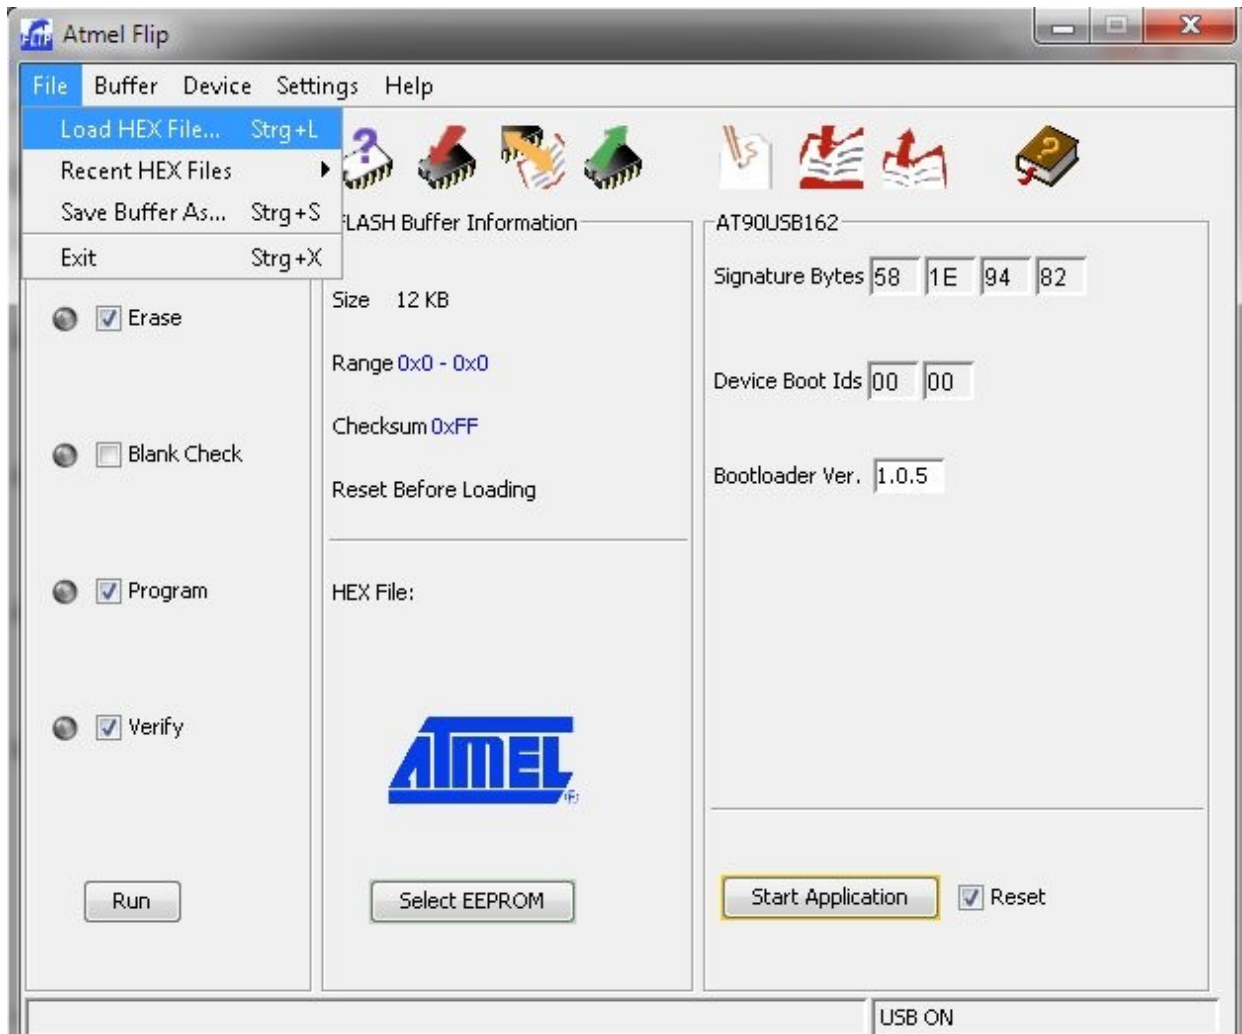 FLIP Atmel Flip
File Buffer Device Settings Help
Load HEX File... Strg+L
Recent HEX Files
Save Buffer As... Strg+S
Exit Strg+X
Erase
Blank Check
Program
Verify
Run
FLASH Buffer Information
Size 12 KB
Range 0x0 - 0x0
Checksum 0xFF
Reset Before Loading
HEX File:
ATMEL ®
Select EEPROM
AT90USB162
Signature Bytes 58 1E 94 82
Device Boot Ids 00 00
Bootloader Ver. 1.0.5
Start Application Reset
USB ON